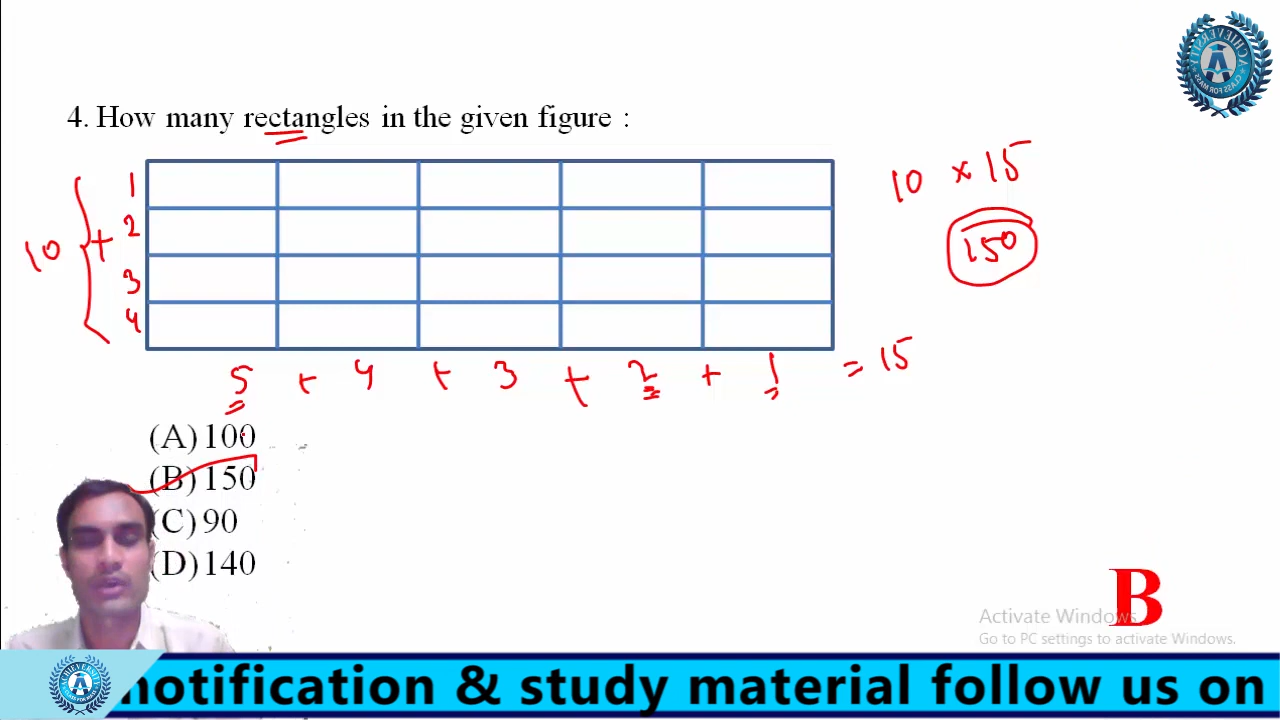 4. How many rectangles in the given figure :
10 × 15
150
10
+
1
2
3
4
5 + 4 + 3 + 2 + 1 = 15
(A) 100
(B) 150
(C) 90
(D) 140
B
Activate Windows
Go to PC settings to activate Windows.
notification & study material follow us on